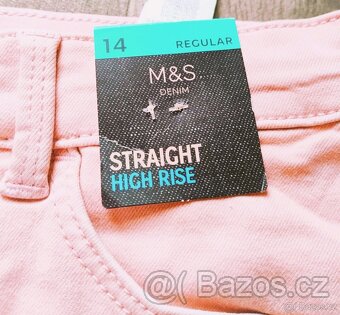 14 REGULAR
M&S
DENIM
STRAIGHT
HIGH RISE
@ Bazos.cz